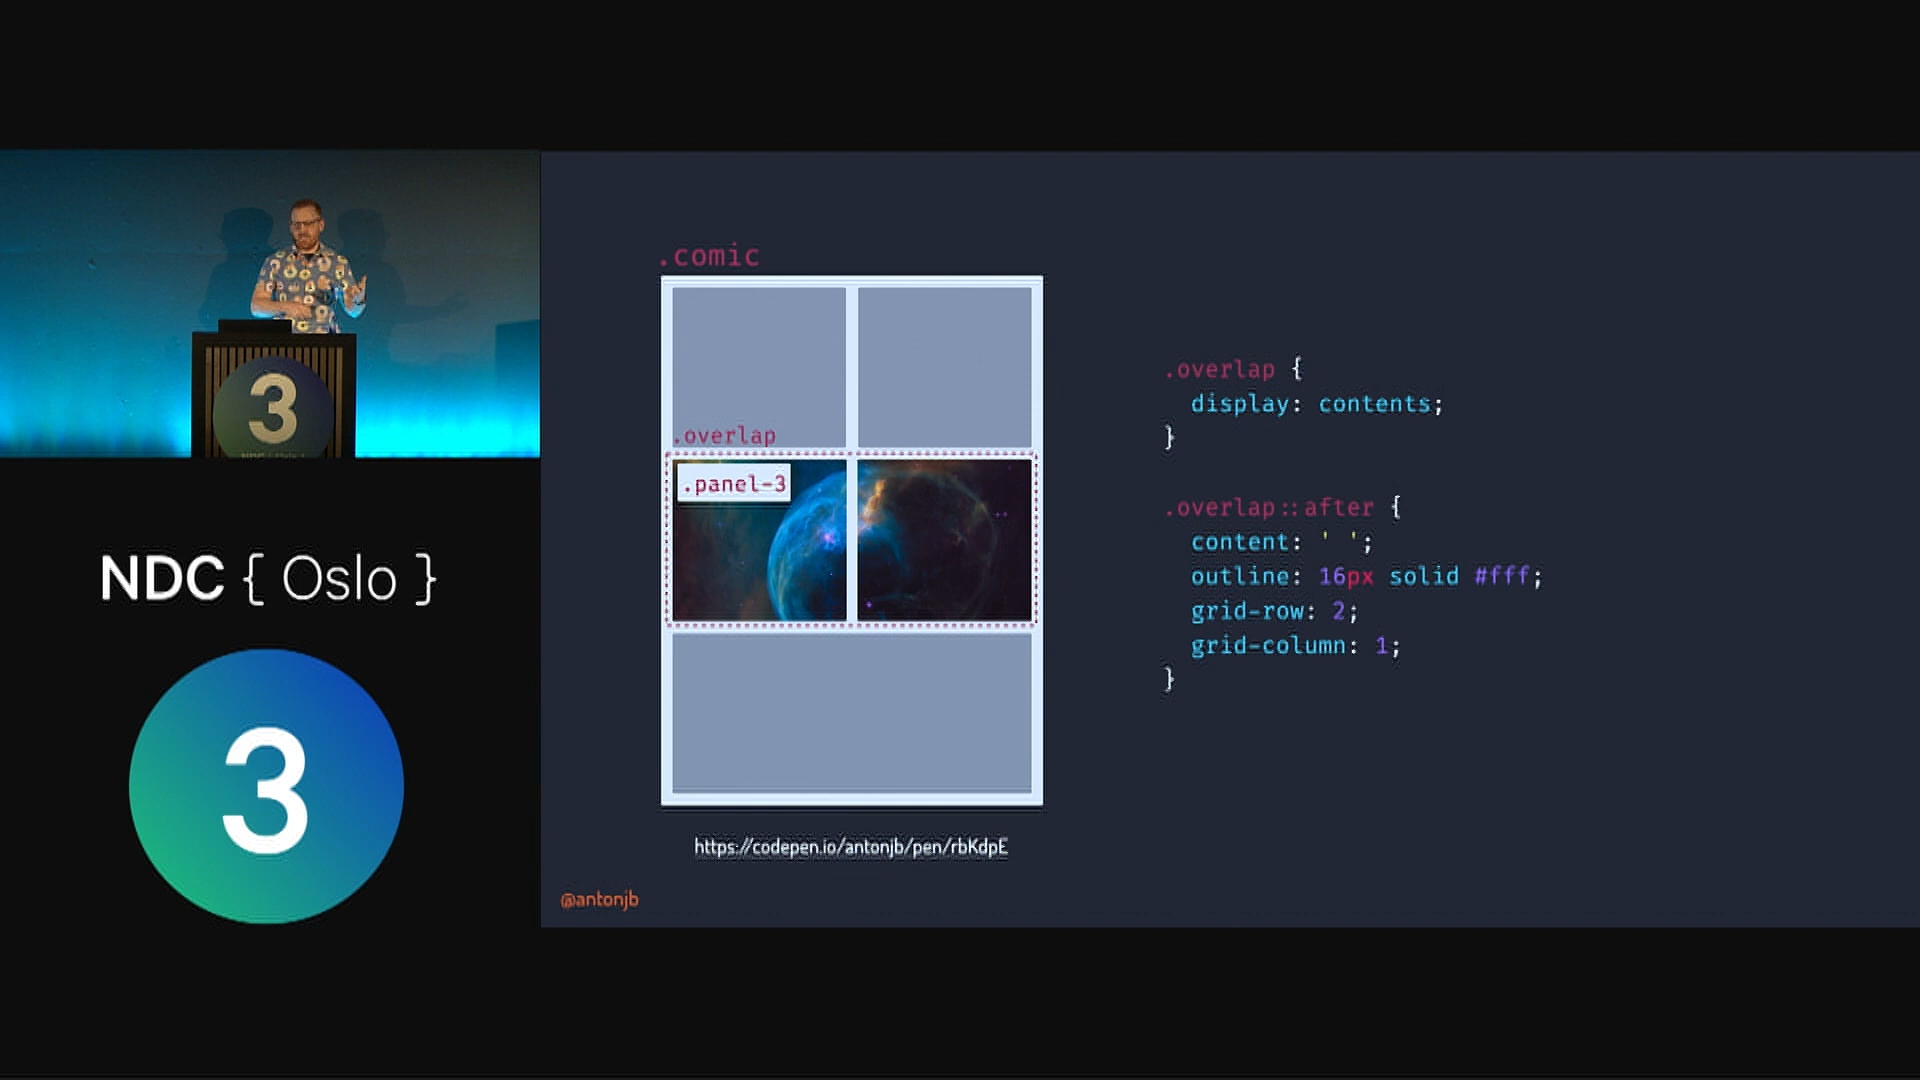 3
NDC { Oslo }
3
.comic
.overlap
.panel-3
https://codepen.io/antonjb/pen/rbKdpE
@antonjb
.overlap {
display: contents;
}
.overlap::after {
content: ' ';
outline: 16px solid #fff;
grid-row: 2;
grid-column: 1;
}